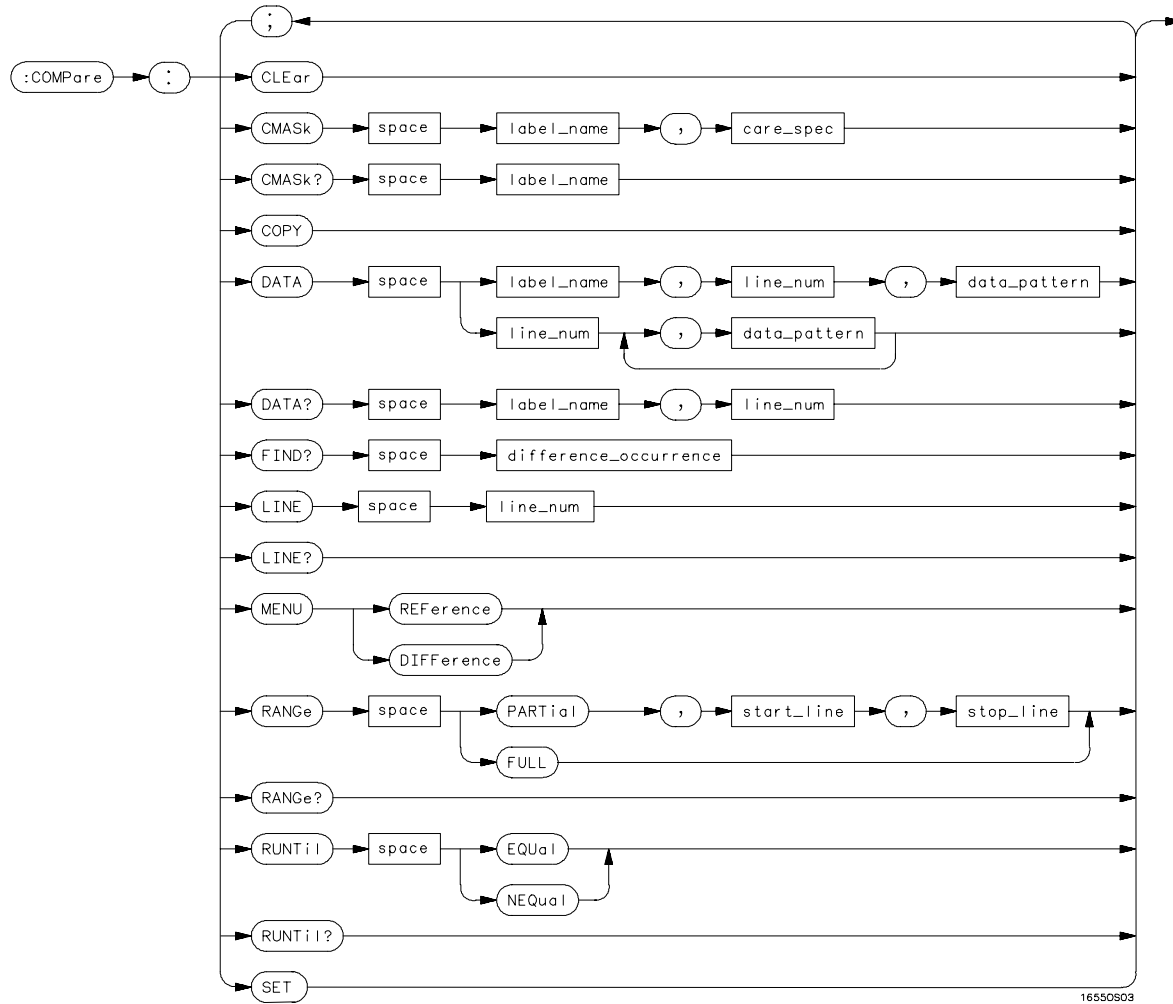 ;
:COMPare : CLEar
CMASk space label_name , care_spec
CMASk? space label_name
COPY
DATA space label_name , line_num , data_pattern
line_num , data_pattern
DATA? space label_name , line_num
FIND? space difference_occurrence
LINE space line_num
LINE?
MENU REFerence
DIFFerence
RANGe space PARTial , start_line , stop_line
FULL
RANGe?
RUNTil space EQUal
NEQual
RUNTil?
SET
16550S03